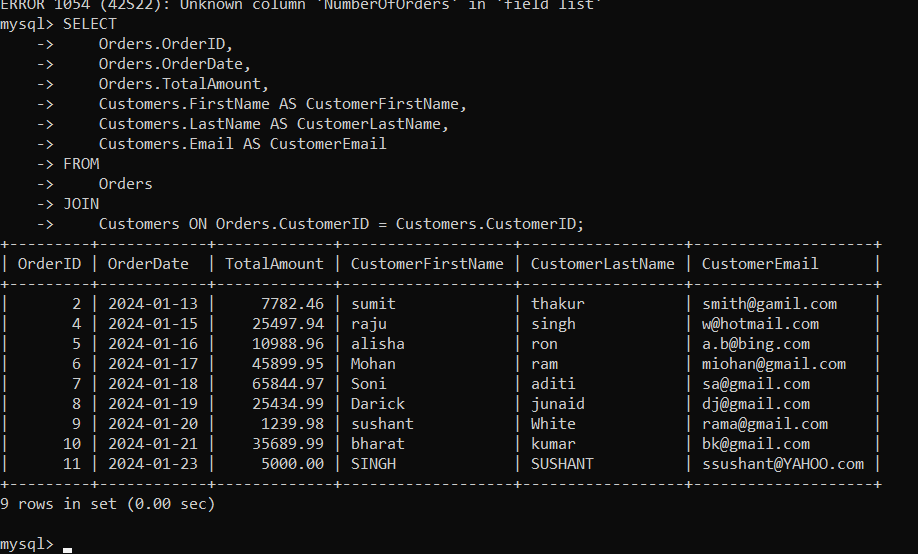 ERROR 1054 (42S22): Unknown column 'NumberOfOrders' in 'field list'
mysql> SELECT
    ->     Orders.OrderID,
    ->     Orders.OrderDate,
    ->     Orders.TotalAmount,
    ->     Customers.FirstName AS CustomerFirstName,
    ->     Customers.LastName AS CustomerLastName,
    ->     Customers.Email AS CustomerEmail
    -> FROM
    ->     Orders
    -> JOIN
    ->     Customers ON Orders.CustomerID = Customers.CustomerID;
+---------+------------+-------------+-------------------+------------------+-------------------+
| OrderID | OrderDate  | TotalAmount | CustomerFirstName | CustomerLastName | CustomerEmail     |
+---------+------------+-------------+-------------------+------------------+-------------------+
|       2 | 2024-01-13 |     7782.46 | sumit             | thakur           | smith@gamil.com   |
|       4 | 2024-01-15 |    25497.94 | raju              | singh            | w@hotmail.com     |
|       5 | 2024-01-16 |    10988.96 | alisha            | ron              | a.b@bing.com      |
|       6 | 2024-01-17 |    45899.95 | Mohan             | ram              | miohan@gmail.com  |
|       7 | 2024-01-18 |    65844.97 | Soni              | aditi            | sa@gmail.com      |
|       8 | 2024-01-19 |    25434.99 | Darick            | junaid           | dj@gmail.com      |
|       9 | 2024-01-20 |     1239.98 | sushant           | White            | rama@gmail.com    |
|      10 | 2024-01-21 |    35689.99 | bharat            | kumar            | bk@gmail.com      |
|      11 | 2024-01-23 |     5000.00 | SINGH             | SUSHANT          | ssushant@YAHOO.com |
+---------+------------+-------------+-------------------+------------------+-------------------+
9 rows in set (0.00 sec)
mysql>